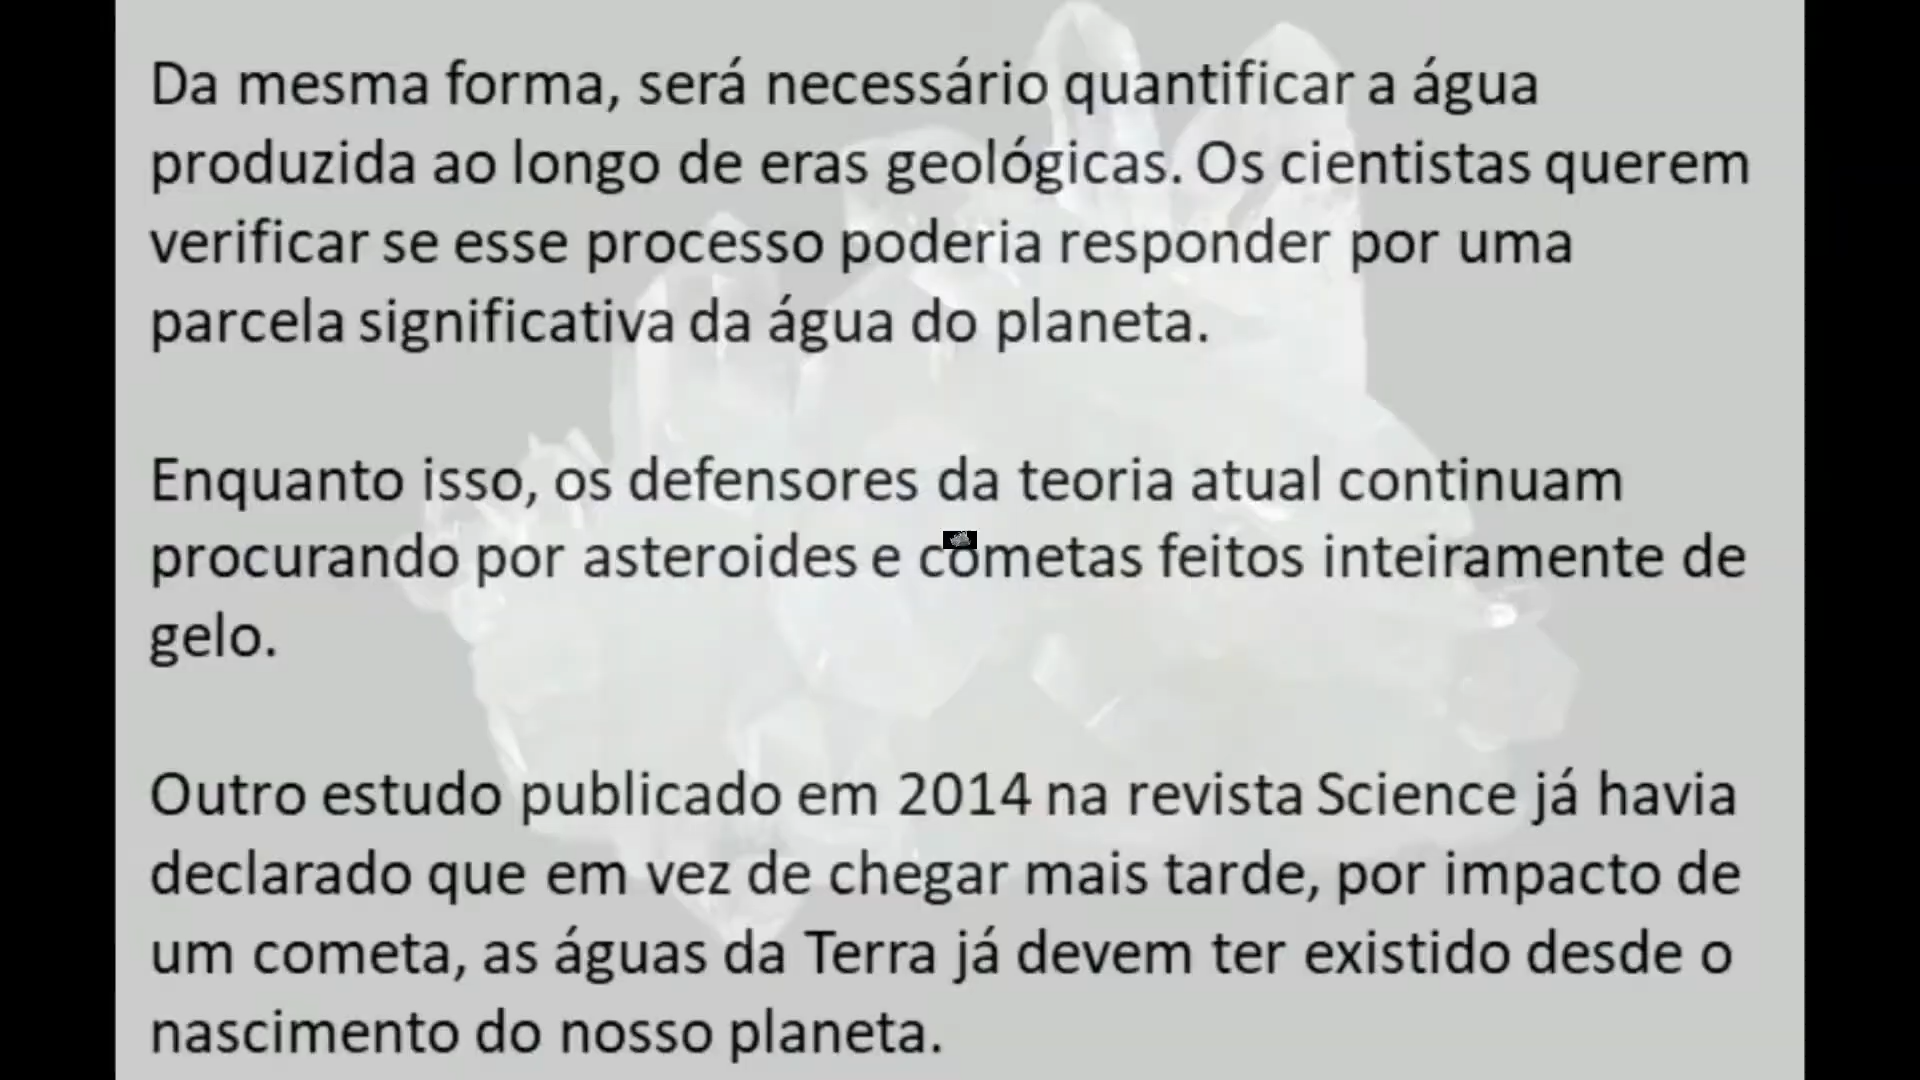 Da mesma forma, será necessário quantificar a água
produzida ao longo de eras geológicas. Os cientistas querem
verificar se esse processo poderia responder por uma
parcela significativa da água do planeta.
Enquanto isso, os defensores da teoria atual continuam
procurando por asteroides e cometas feitos inteiramente de
gelo.
Outro estudo publicado em 2014 na revista Science já havia
declarado que em vez de chegar mais tarde, por impacto de
um cometa, as águas da Terra já devem ter existido desde o
nascimento do nosso planeta.